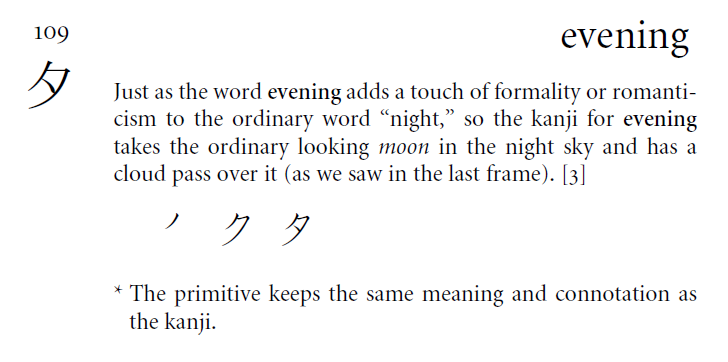 109
evening
夕
Just as the word evening adds a touch of formality or romanti-
cism to the ordinary word “night,” so the kanji for evening
takes the ordinary looking moon in the night sky and has a
cloud pass over it (as we saw in the last frame). [3]
㇒ ク 夕
* The primitive keeps the same meaning and connotation as
the kanji.